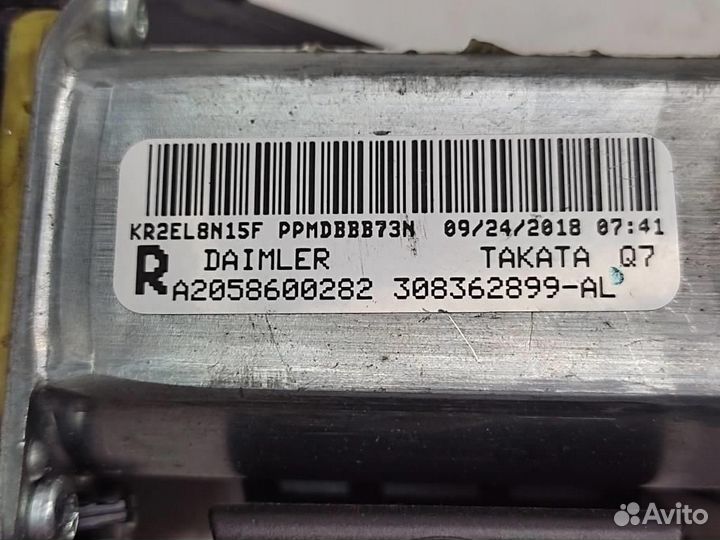 KR2EL8N15F PPMDBBB73N 09/24/2018 07:41
R DAIMLER TAKATA Q7
A2058600282 308362899-AL
Avito